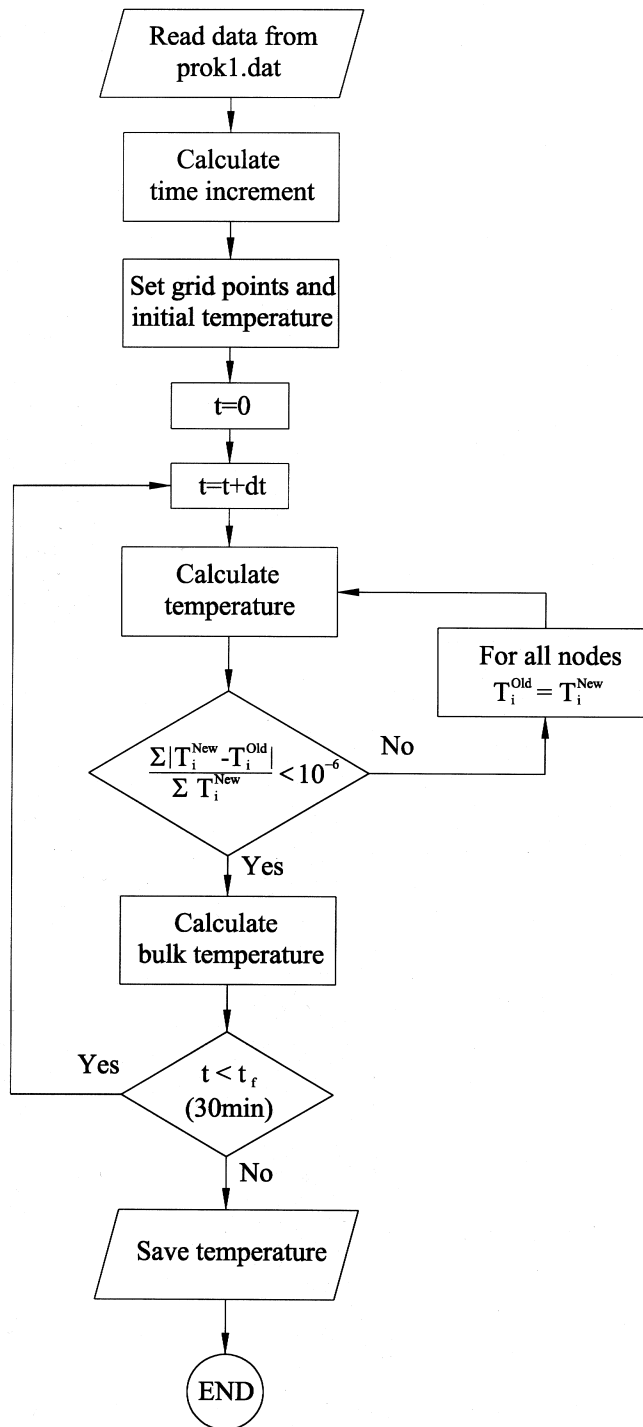 Read data from
prok1.dat
Calculate
time increment
Set grid points and
initial temperature
t=0
t=t+dt
Calculate
temperature
For all nodes
T_i^Old = T_i^New
Σ|T_i^New - T_i^Old| / Σ T_i^New < 10^-6
No
Yes
Calculate
bulk temperature
Yes
t < t_f
(30min)
No
Save temperature
END